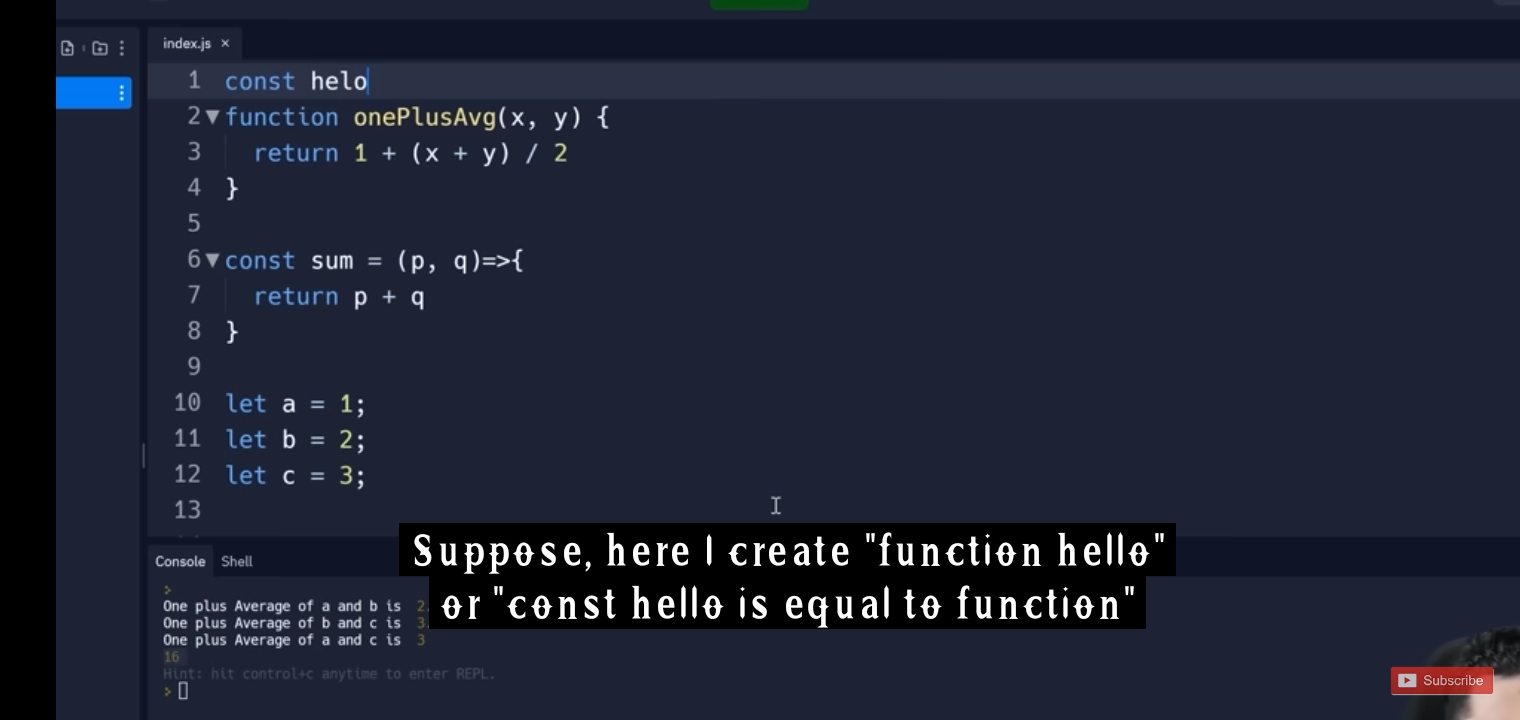 index.js ×
1 const helo
2 function onePlusAvg(x, y) {
3 return 1 + (x + y) / 2
4 }
5
6 const sum = (p, q)=>{
7 return p + q
8 }
9
10 let a = 1;
11 let b = 2;
12 let c = 3;
13
Suppose, here I create "function hello"
or "const hello is equal to function"
Console Shell
>
One plus Average of a and b is 2.
One plus Average of b and c is 3.
One plus Average of a and c is 3
16
Hint: hit control+c anytime to enter REPL.
>
Subscribe